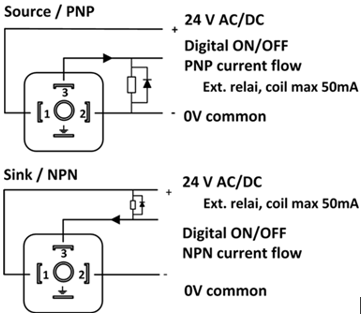 Source / PNP
+ 24 V AC/DC
Digital ON/OFF
3 PNP current flow
Ext. relai, coil max 50mA
1 2 - 0V common
Sink / NPN
+ 24 V AC/DC
Ext. relai, coil max 50mA
Digital ON/OFF
3 NPN current flow
1 2 -
0V common